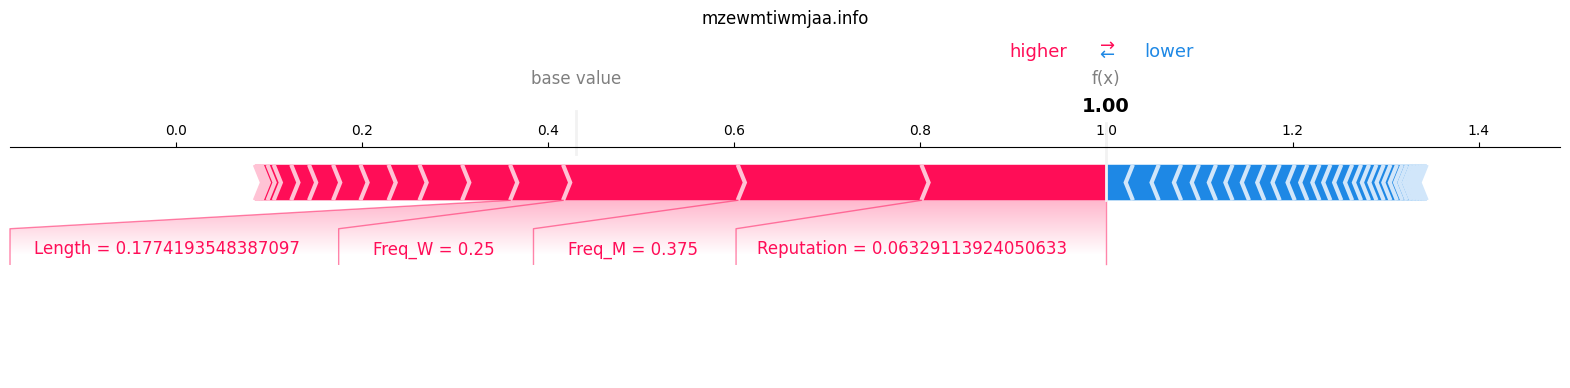 mzewmtiwmjaa.info
higher ⇄ lower
base value f(x)
1.00
0.0 0.2 0.4 0.6 0.8 1.0 1.2 1.4
Length = 0.1774193548387097 Freq_W = 0.25 Freq_M = 0.375 Reputation = 0.06329113924050633